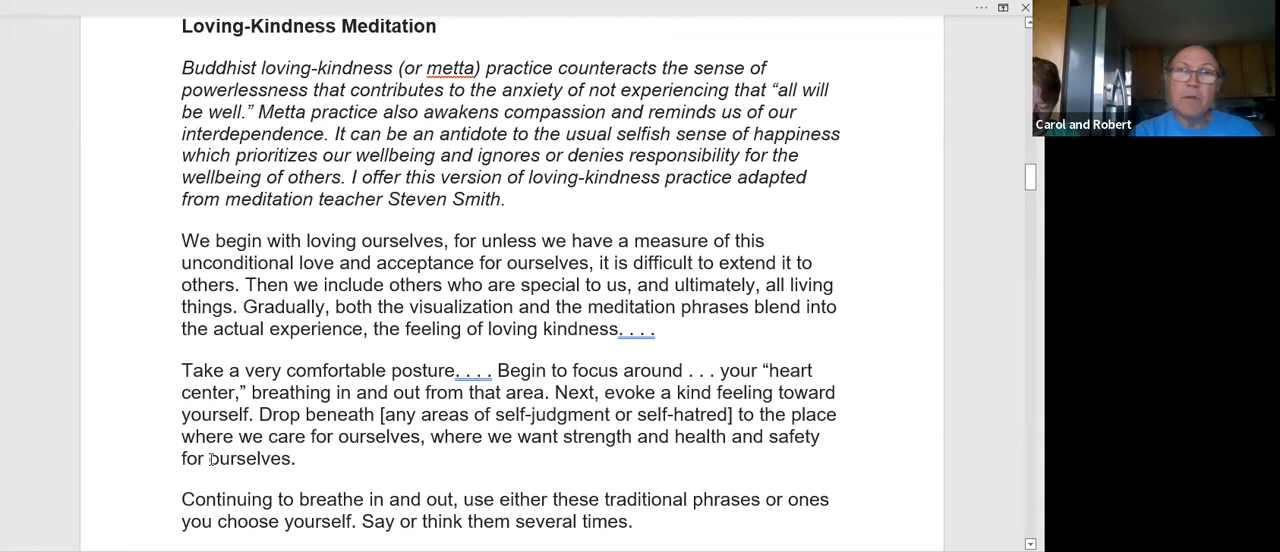 Loving-Kindness Meditation
Buddhist loving-kindness (or metta) practice counteracts the sense of
powerlessness that contributes to the anxiety of not experiencing that “all will
be well.” Metta practice also awakens compassion and reminds us of our
interdependence. It can be an antidote to the usual selfish sense of happiness
which prioritizes our wellbeing and ignores or denies responsibility for the
wellbeing of others. I offer this version of loving-kindness practice adapted
from meditation teacher Steven Smith.
We begin with loving ourselves, for unless we have a measure of this
unconditional love and acceptance for ourselves, it is difficult to extend it to
others. Then we include others who are special to us, and ultimately, all living
things. Gradually, both the visualization and the meditation phrases blend into
the actual experience, the feeling of loving kindness. . . .
Take a very comfortable posture. . . . Begin to focus around . . . your “heart
center,” breathing in and out from that area. Next, evoke a kind feeling toward
yourself. Drop beneath [any areas of self-judgment or self-hatred] to the place
where we care for ourselves, where we want strength and health and safety
for ourselves.
Continuing to breathe in and out, use either these traditional phrases or ones
you choose yourself. Say or think them several times.
Carol and Robert